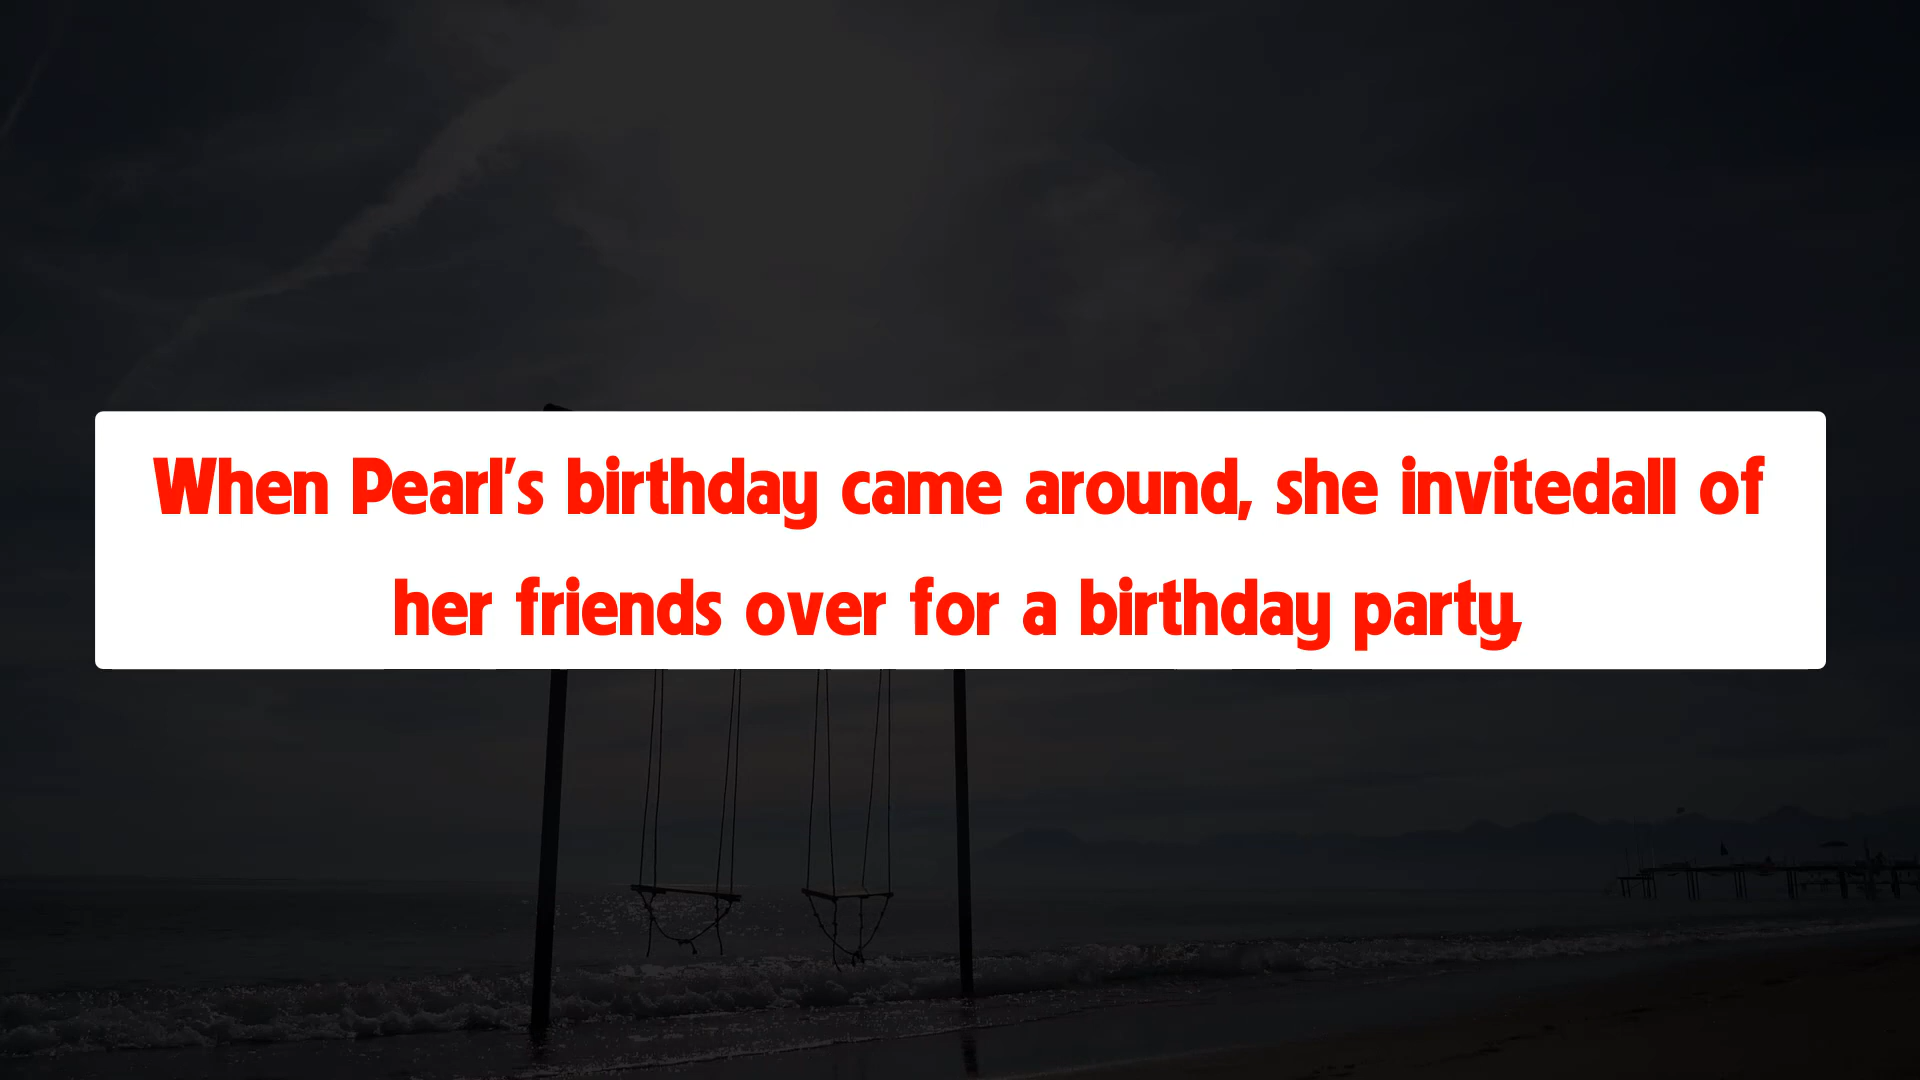 When Pearl's birthday came around, she invitedall of
her friends over for a birthday party,